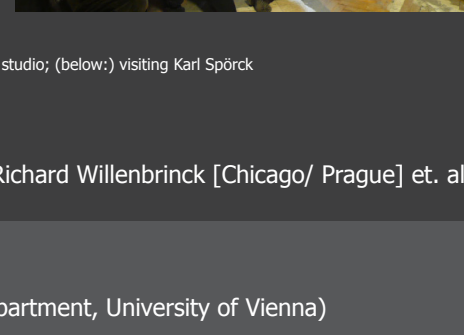 studio; (below:) visiting Karl Spörck
Richard Willenbrinck [Chicago/ Prague] et. al
partment, University of Vienna)